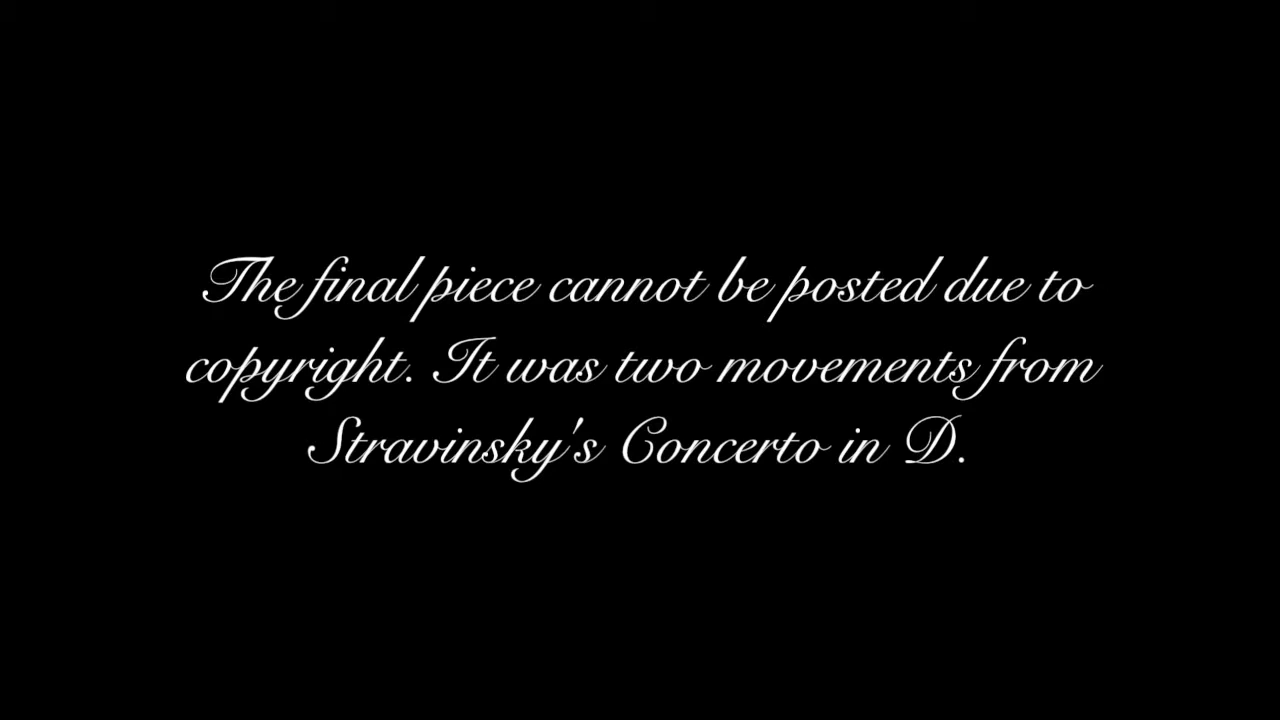 The final piece cannot be posted due to
copyright. It was two movements from
Stravinsky's Concerto in D.